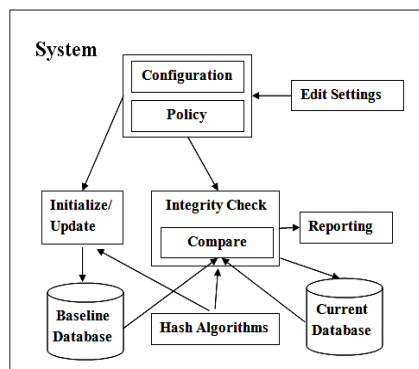 System
Configuration
Policy
Edit Settings
Initialize/
Update
Integrity Check
Compare
Reporting
Baseline
Database
Hash Algorithms
Current
Database